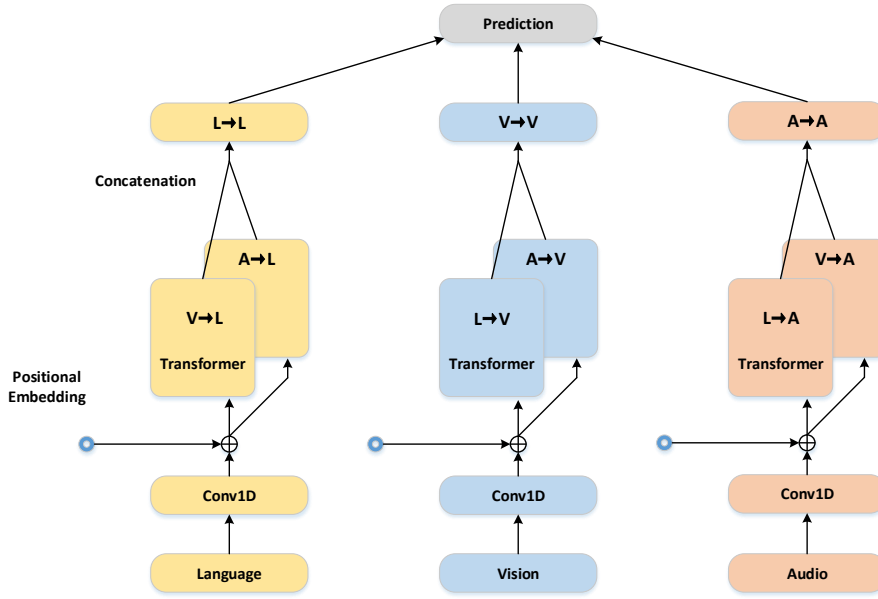 Prediction
L→L
V→V
A→A
Concatenation
A→L
A→V
V→A
V→L
L→V
L→A
Transformer
Transformer
Transformer
Positional
Embedding
Conv1D
Conv1D
Conv1D
Language
Vision
Audio